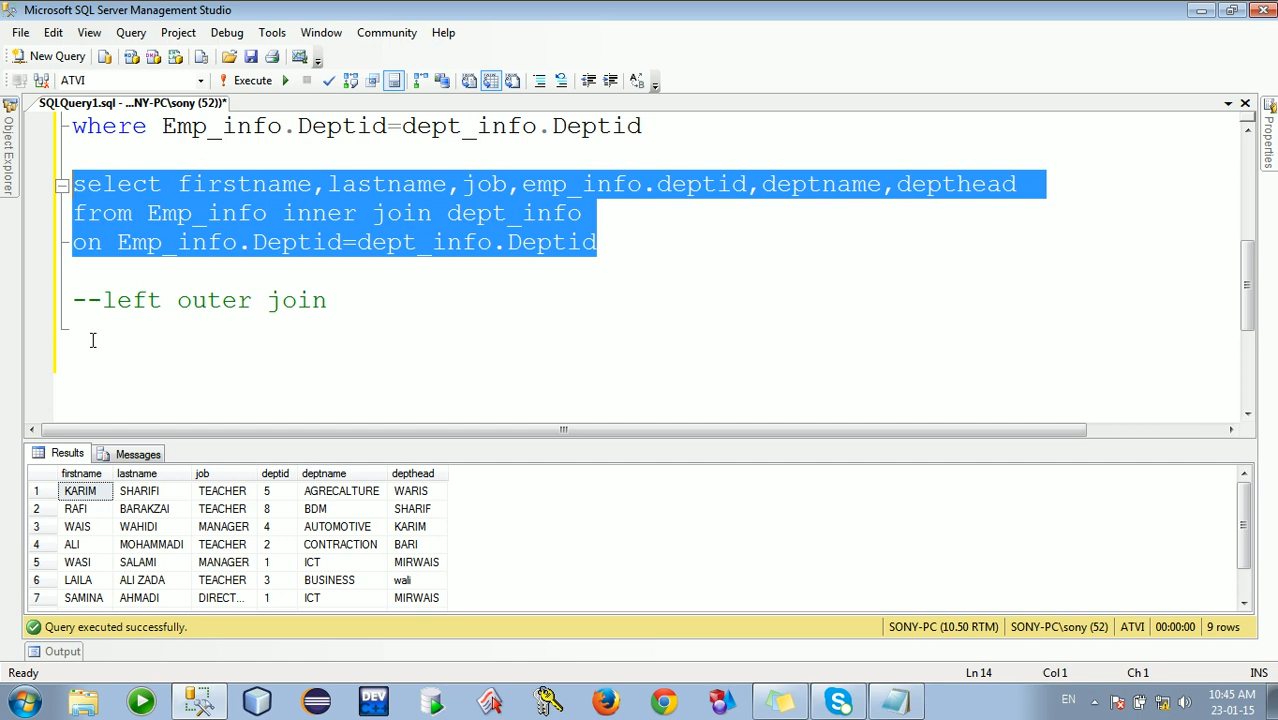 Microsoft SQL Server Management Studio
File Edit View Query Project Debug Tools Window Community Help
New Query
ATVI Execute
SQLQuery1.sql - ...NY-PC\sony (52))*
Object Explorer
Properties
where Emp_info.Deptid=dept_info.Deptid
select firstname,lastname,job,emp_info.deptid,deptname,depthead
from Emp_info inner join dept_info
on Emp_info.Deptid=dept_info.Deptid
--left outer join
Results Messages
firstname lastname job deptid deptname depthead
1 KARIM SHARIFI TEACHER 5 AGRECALTURE WARIS
2 RAFI BARAKZAI TEACHER 8 BDM SHARIF
3 WAIS WAHIDI MANAGER 4 AUTOMOTIVE KARIM
4 ALI MOHAMMADI TEACHER 2 CONTRACTION BARI
5 WASI SALAMI MANAGER 1 ICT MIRWAIS
6 LAILA ALI ZADA TEACHER 3 BUSINESS wali
7 SAMINA AHMADI DIRECT... 1 ICT MIRWAIS
Query executed successfully. SONY-PC (10.50 RTM) SONY-PC\sony (52) ATVI 00:00:00 9 rows
Output
Ready Ln 14 Col 1 Ch 1 INS
DEV
EN
10:45 AM
23-01-15